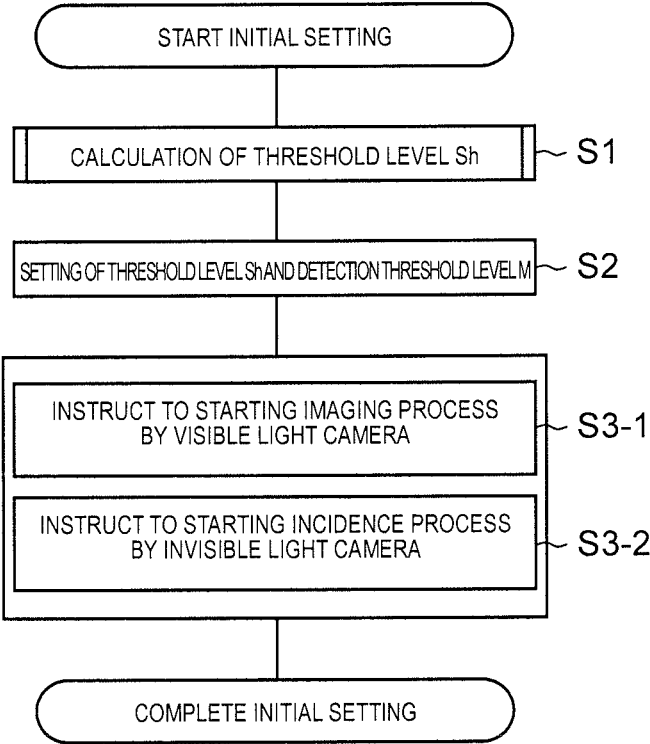 START INITIAL SETTING
CALCULATION OF THRESHOLD LEVEL Sh
S1
SETTING OF THRESHOLD LEVEL Sh AND DETECTION THRESHOLD LEVEL M
S2
INSTRUCT TO STARTING IMAGING PROCESS
BY VISIBLE LIGHT CAMERA
S3-1
INSTRUCT TO STARTING INCIDENCE PROCESS
BY INVISIBLE LIGHT CAMERA
S3-2
COMPLETE INITIAL SETTING